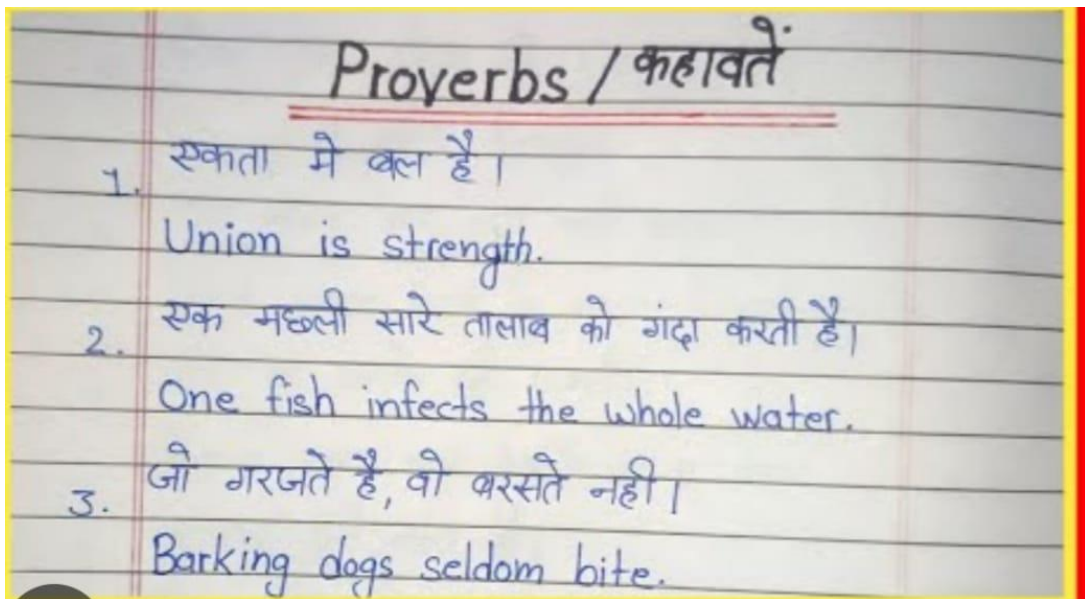 Proverbs / कहावतें
1. एकता मे बल है।
Union is strength.
2. एक मछली सारे तालाब को गंदा करती है।
One fish infects the whole water.
3. जो गरजते है, वो बरसते नही।
Barking dogs seldom bite.